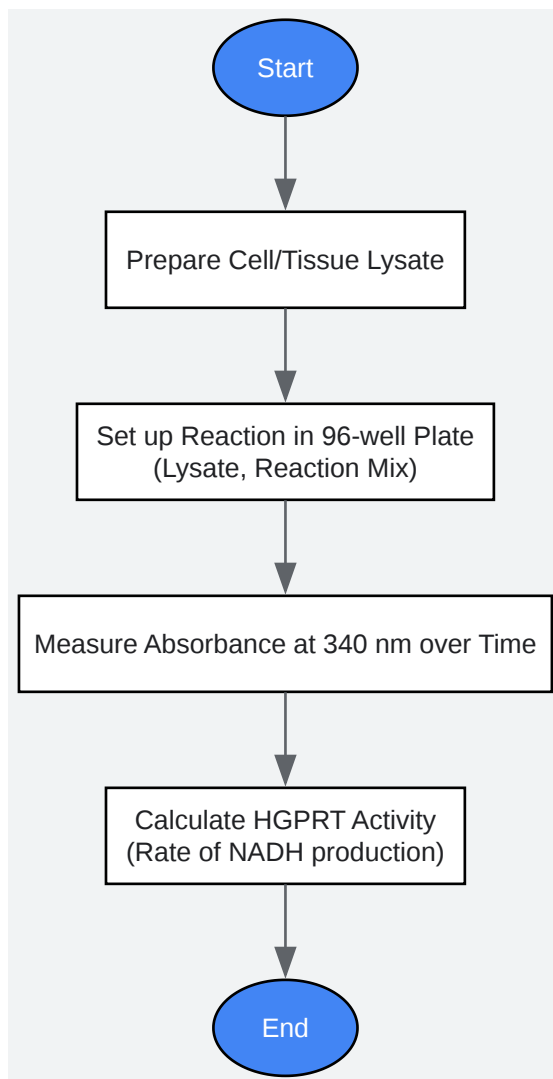 Start
Prepare Cell/Tissue Lysate
Set up Reaction in 96-well Plate
(Lysate, Reaction Mix)
Measure Absorbance at 340 nm over Time
Calculate HGPRT Activity
(Rate of NADH production)
End